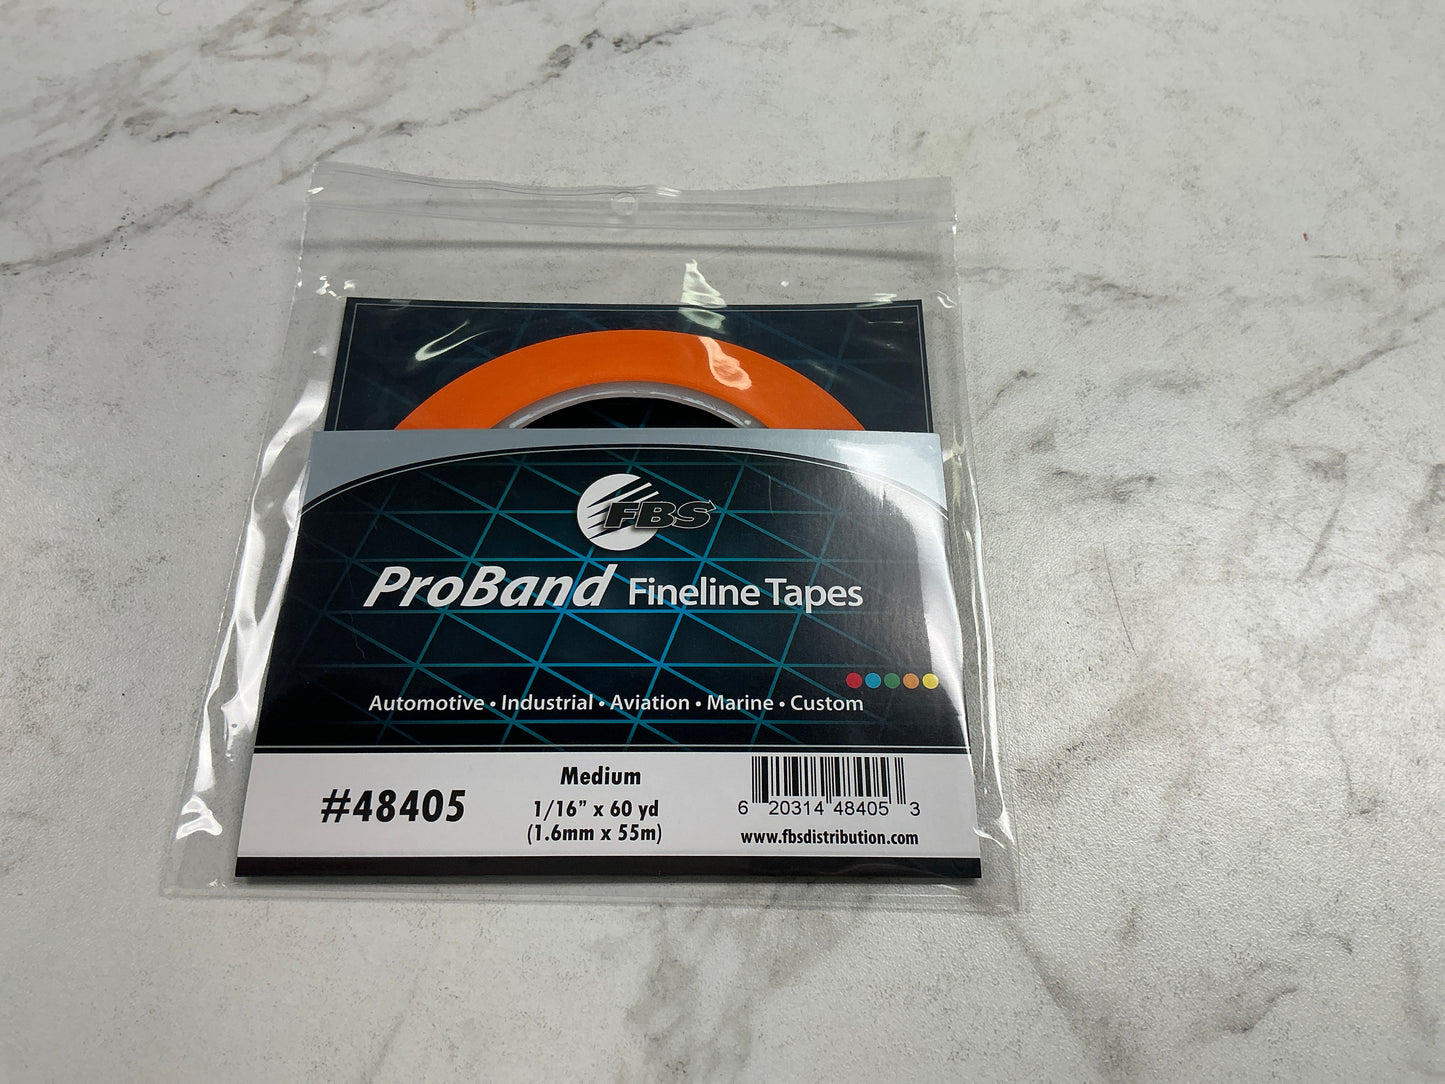 FBS
ProBand Fineline Tapes
Automotive • Industrial • Aviation • Marine • Custom
#48405
Medium
1/16" x 60 yd
(1.6mm x 55m)
6 20314 48405 3
www.fbsdistribution.com